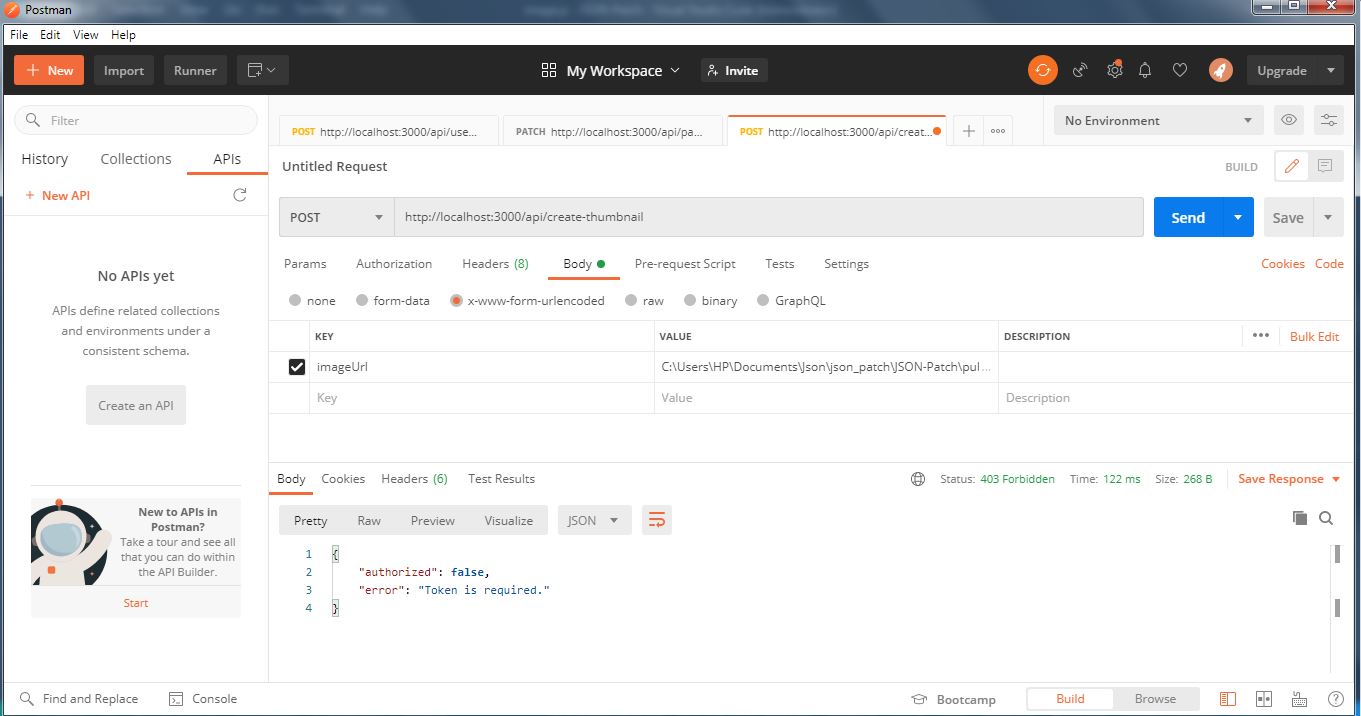 Postman
File Edit View Help
+ New Import Runner My Workspace Invite Upgrade
Filter
POST http://localhost:3000/api/use... PATCH http://localhost:3000/api/pa... POST http://localhost:3000/api/creat... No Environment
History Collections APIs
Untitled Request BUILD
+ New API
POST http://localhost:3000/api/create-thumbnail Send Save
Params Authorization Headers (8) Body Pre-request Script Tests Settings Cookies Code
No APIs yet
none form-data x-www-form-urlencoded raw binary GraphQL
APIs define related collections
and environments under a
consistent schema.
KEY VALUE DESCRIPTION ••• Bulk Edit
imageUrl C:\Users\HP\Documents\Json\json_patch\JSON-Patch\pul...
Key Value Description
Create an API
Body Cookies Headers (6) Test Results Status: 403 Forbidden Time: 122 ms Size: 268 B Save Response
New to APIs in
Postman?
Take a tour and see all
that you can do within
the API Builder.
Start
Pretty Raw Preview Visualize JSON
1 {
2 "authorized": false,
3 "error": "Token is required."
4 }
Find and Replace Console Bootcamp Build Browse